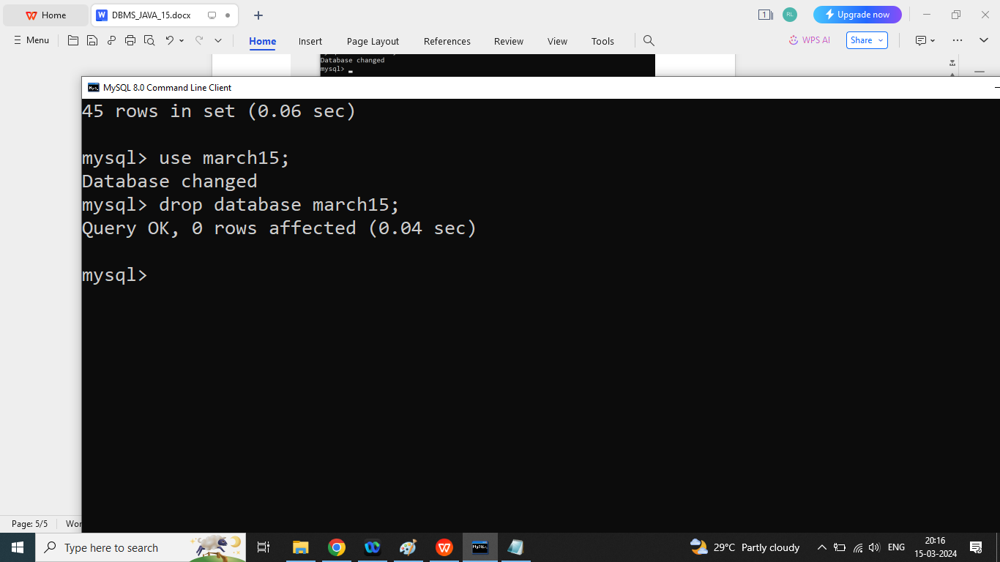 Home
DBMS_JAVA_15.docx
1
RL
Upgrade now
Menu
Home
Insert
Page Layout
References
Review
View
Tools
WPS AI
Share
Database changed
mysql>
MySQL 8.0 Command Line Client
45 rows in set (0.06 sec)
mysql> use march15;
Database changed
mysql> drop database march15;
Query OK, 0 rows affected (0.04 sec)
mysql>
Page: 5/5
Type here to search
29°C Partly cloudy
ENG
20:16
15-03-2024